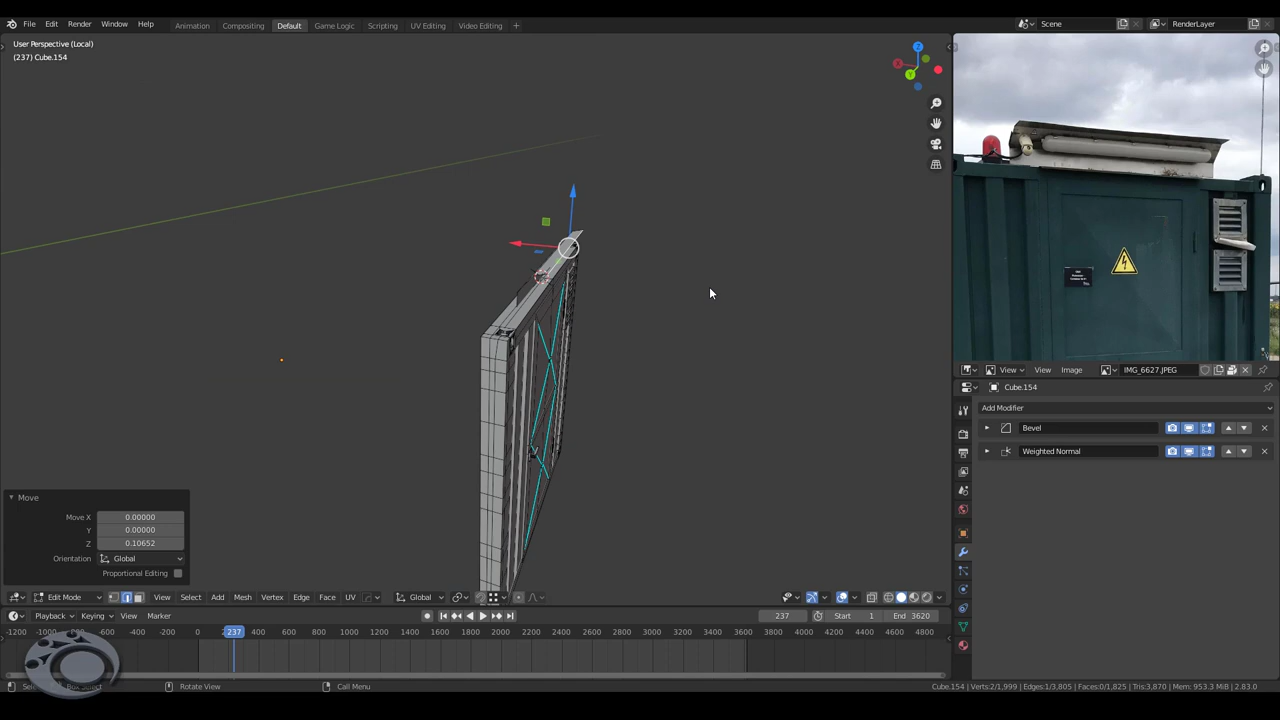 File Edit Render Window Help
Animation Compositing Default Game Logic Scripting UV Editing Video Editing +
Scene
RenderLayer
User Perspective (Local)
(237) Cube.154
Z
X
Y
View View Image IMG_6627.JPEG
Cube.154
Add Modifier
Bevel
Weighted Normal
Move
Move X 0.00000
Y 0.00000
Z 0.10652
Orientation Global
Proportional Editing
Edit Mode View Select Add Mesh Vertex Edge Face UV Global
Playback Keying View Marker 237 Start 1 End 3620
-1200 -1000 -800 -600 -400 -200 0 237 400 600 800 1000 1200 1400 1600 1800 2000 2200 2400 2600 2800 3000 3200 3400 3600 3800 4000 4200 4400 4600 4800
Box Select Rotate View Call Menu Cube.154 | Verts:2/1,999 | Edges:1/3,805 | Faces:0/1,825 | Tris:3,870 | Mem: 953.3 MiB | 2.83.0